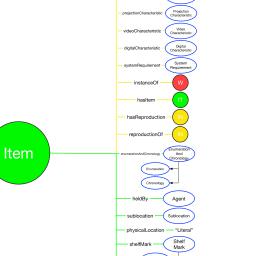 projectionCharacteristic
Projection
Characteristic
videoCharacteristic
Video
Characteristic
digitalCharacteristic
Digital
Characteristic
systemRequirement
System
Requirement
instanceOf
W
hasItem
hasReproduction
W
reproductionOf
W
Item
enumerationAndChronology
Enumeration
And
Chronology
Enumeration
Chronology
heldBy
Agent
sublocation
Sublocation
physicalLocation
"Literal"
shelfMark
Shelf
Mark